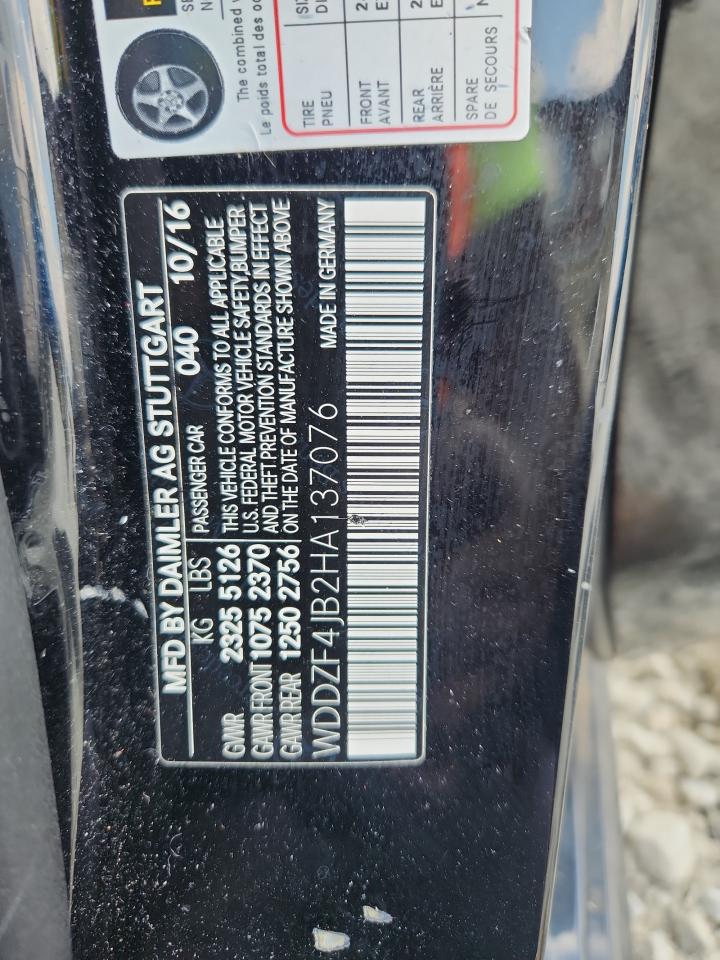 The combined
Le poids total des oc
TIRE
PNEU
FRONT
AVANT
REAR
ARRIÈRE
SPARE
DE SECOURS
MFD BY DAIMLER AG STUTTGART
KG LBS PASSENGER CAR 040 10/16
GVWR 2325 5126 THIS VEHICLE CONFORMS TO ALL APPLICABLE
GAWR FRONT 1075 2370 U.S. FEDERAL MOTOR VEHICLE SAFETY, BUMPER
GAWR REAR 1250 2756 AND THEFT PREVENTION STANDARDS IN EFFECT
ON THE DATE OF MANUFACTURE SHOWN ABOVE
WDDZF4JB2HA137076 MADE IN GERMANY